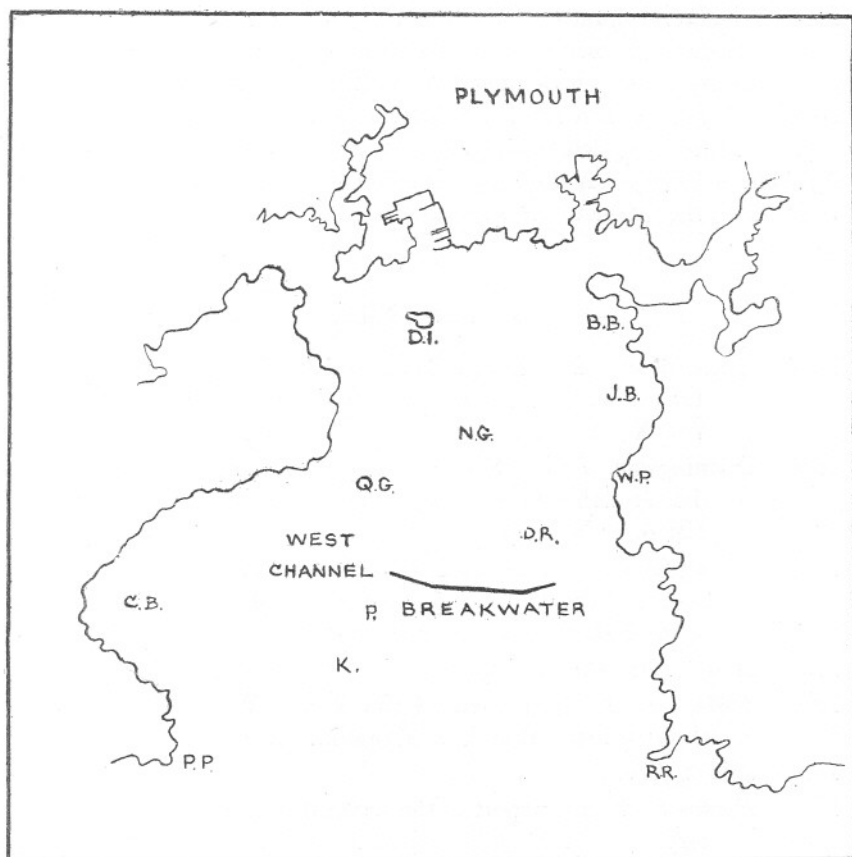 PLYMOUTH
D.I.
B.B.
J.B.
N.G.
W.P.
Q.G.
D.R.
WEST
CHANNEL
C.B.
P.
BREAKWATER
K.
P.P.
R.R.